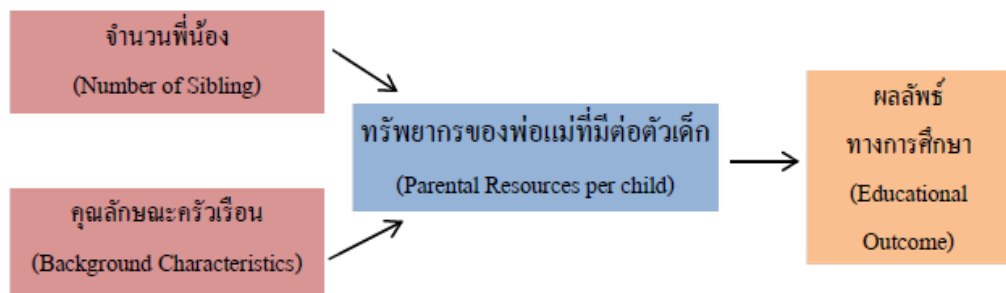 จำนวนพี่น้อง
(Number of Sibling)
คุณลักษณะครัวเรือน
(Background Characteristics)
ทรัพยากรของพ่อแม่ที่มีต่อตัวเด็ก
(Parental Resources per child)
ผลลัพธ์
ทางการศึกษา
(Educational
Outcome)